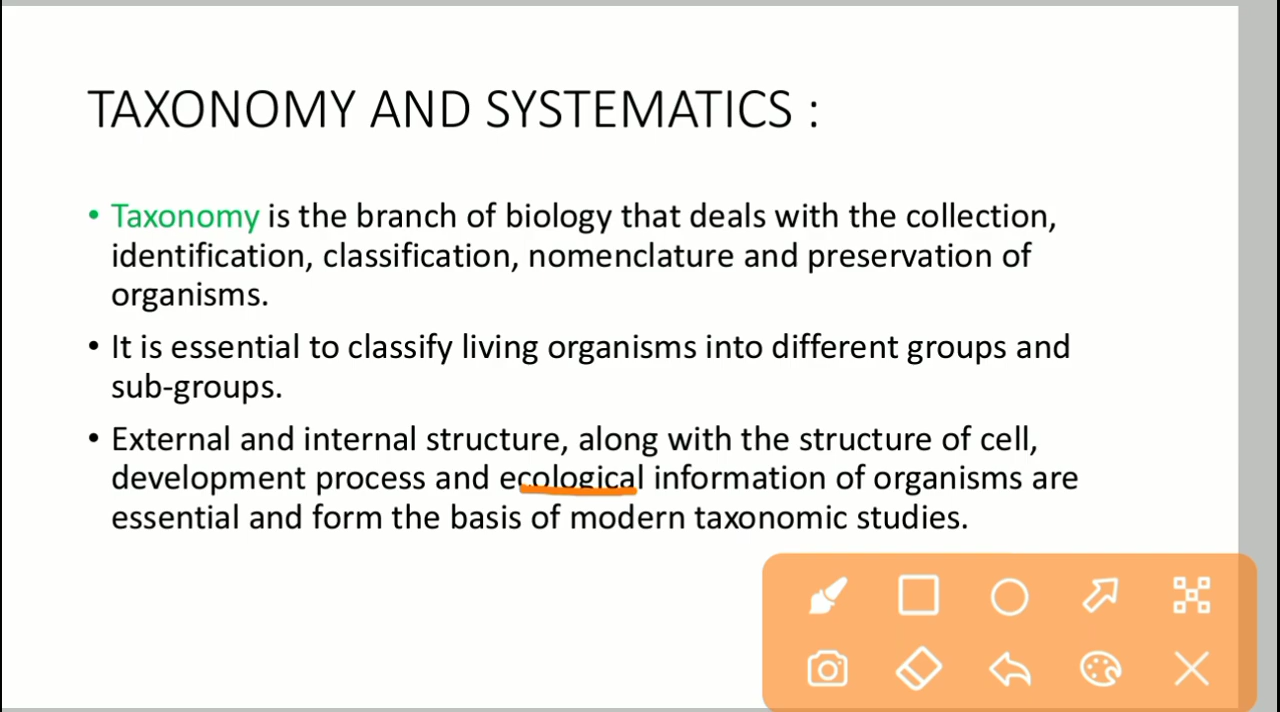 TAXONOMY AND SYSTEMATICS :
• Taxonomy is the branch of biology that deals with the collection,
identification, classification, nomenclature and preservation of
organisms.
• It is essential to classify living organisms into different groups and
sub-groups.
• External and internal structure, along with the structure of cell,
development process and ecological information of organisms are
essential and form the basis of modern taxonomic studies.